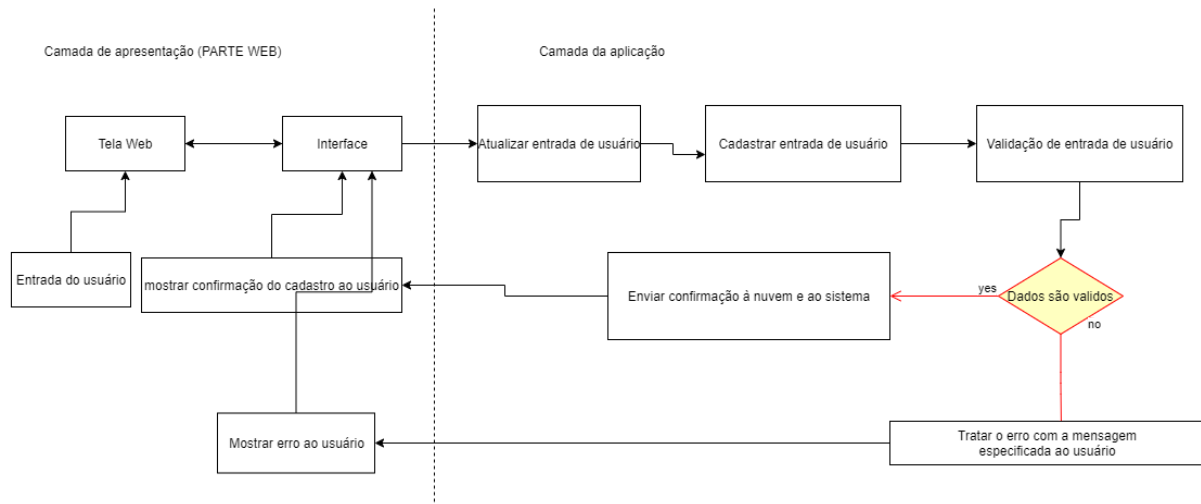 Camada de apresentação (PARTE WEB)
Camada da aplicação
Tela Web
Interface
Atualizar entrada de usuário
Cadastrar entrada de usuário
Validação de entrada de usuário
Entrada do usuário
mostrar confirmação do cadastro ao usuário
Enviar confirmação à nuvem e ao sistema
yes
Dados são validos
no
Mostrar erro ao usuário
Tratar o erro com a mensagem
especificada ao usuário